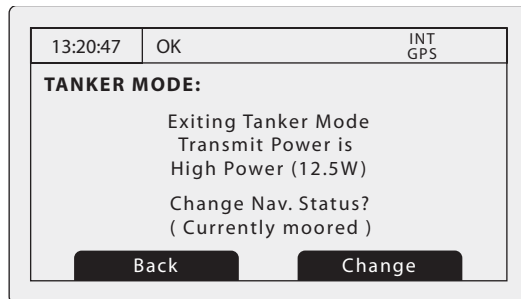 13:20:47 OK INT
GPS
TANKER MODE:
Exiting Tanker Mode
Transmit Power is
High Power (12.5W)
Change Nav. Status?
( Currently moored )
Back Change